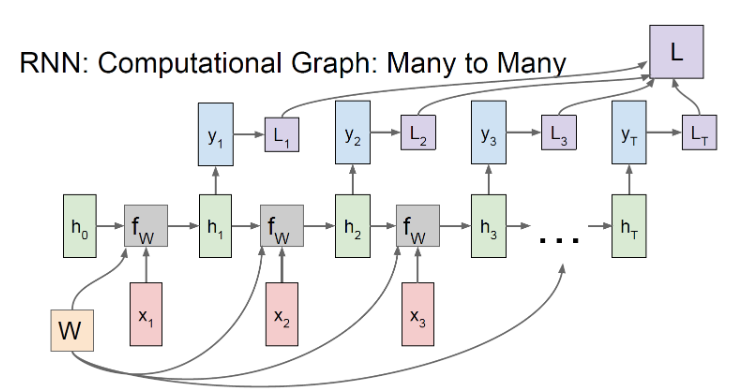 RNN: Computational Graph: Many to Many
L
y1 L1 y2 L2 y3 L3 yT LT
h0 fW h1 fW h2 fW h3 ... hT
x1 x2 x3
W